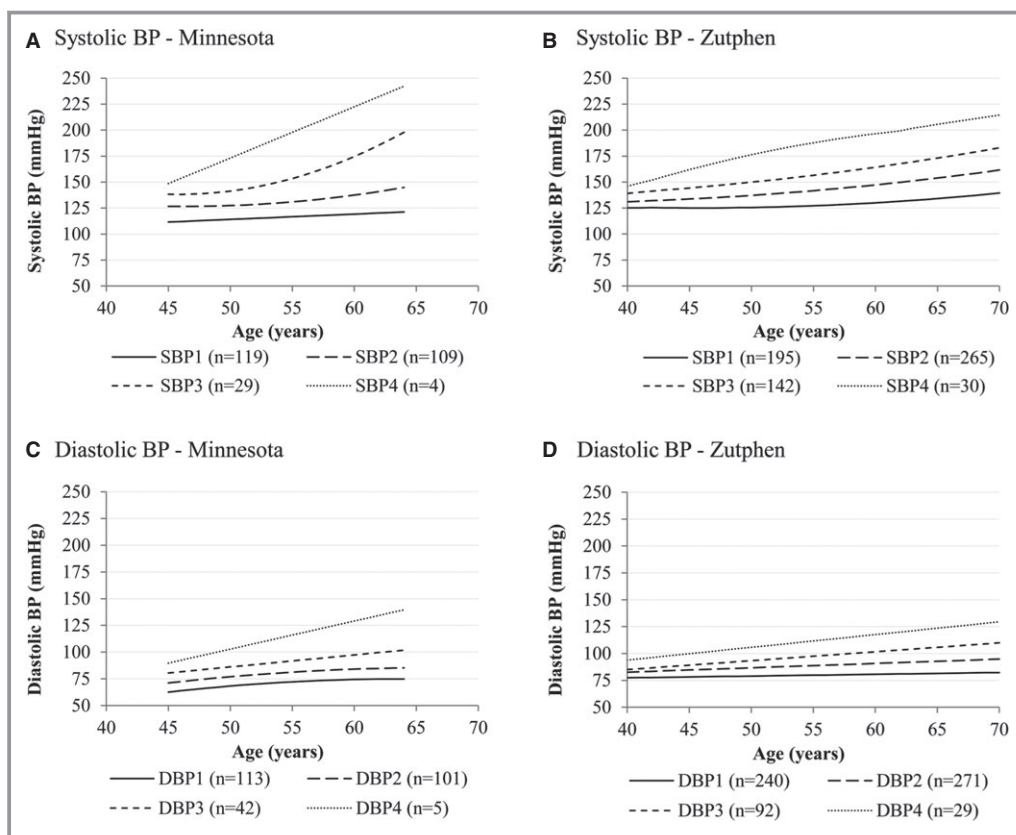 A Systolic BP - Minnesota
250
225
200
175
150
125
100
75
50
Systolic BP (mmHg)
40 45 50 55 60 65 70
Age (years)
SBP1 (n=119) SBP2 (n=109)
SBP3 (n=29) SBP4 (n=4)
B Systolic BP - Zutphen
250
225
200
175
150
125
100
75
50
Systolic BP (mmHg)
40 45 50 55 60 65 70
Age (years)
SBP1 (n=195) SBP2 (n=265)
SBP3 (n=142) SBP4 (n=30)
C Diastolic BP - Minnesota
250
225
200
175
150
125
100
75
50
Diastolic BP (mmHg)
40 45 50 55 60 65 70
Age (years)
DBP1 (n=113) DBP2 (n=101)
DBP3 (n=42) DBP4 (n=5)
D Diastolic BP - Zutphen
250
225
200
175
150
125
100
75
50
Diastolic BP (mmHg)
40 45 50 55 60 65 70
Age (years)
DBP1 (n=240) DBP2 (n=271)
DBP3 (n=92) DBP4 (n=29)